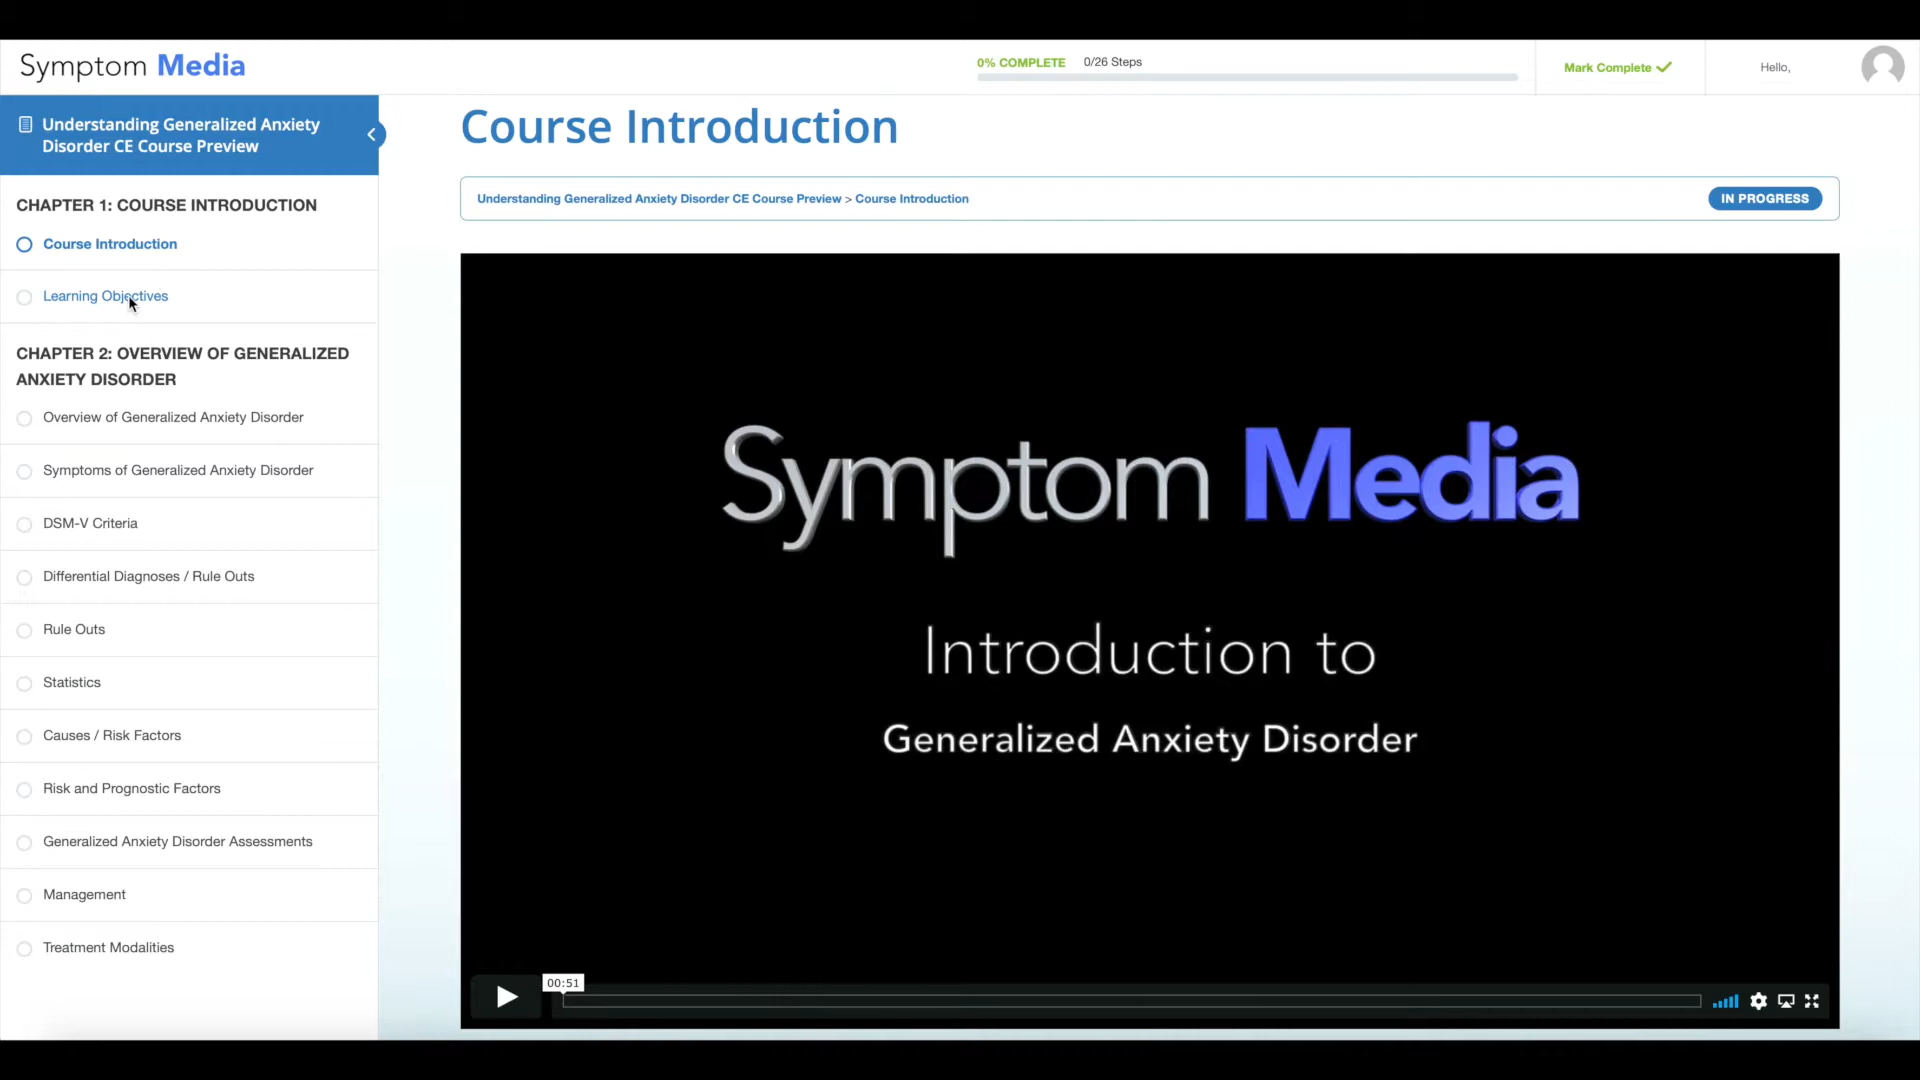 Symptom Media
0% COMPLETE 0/26 Steps
Mark Complete
Hello,
Understanding Generalized Anxiety
Disorder CE Course Preview
CHAPTER 1: COURSE INTRODUCTION
Course Introduction
Learning Objectives
CHAPTER 2: OVERVIEW OF GENERALIZED
ANXIETY DISORDER
Overview of Generalized Anxiety Disorder
Symptoms of Generalized Anxiety Disorder
DSM-V Criteria
Differential Diagnoses / Rule Outs
Rule Outs
Statistics
Causes / Risk Factors
Risk and Prognostic Factors
Generalized Anxiety Disorder Assessments
Management
Treatment Modalities
Course Introduction
Understanding Generalized Anxiety Disorder CE Course Preview > Course Introduction
IN PROGRESS
Symptom Media
Introduction to
Generalized Anxiety Disorder
00:51